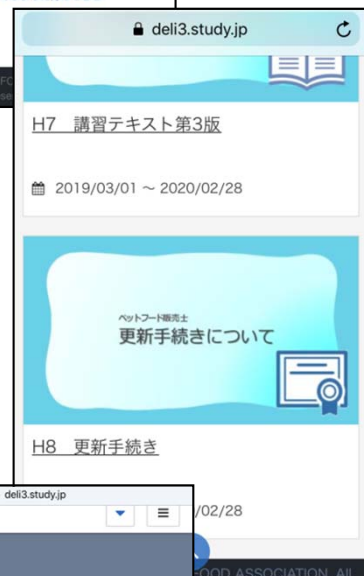 deli3.study.jp
H7 講習テキスト第3版
2019/03/01 ~ 2020/02/28
ペットフード販売士
更新手続きについて
H8 更新手続き
/02/28
deli3.study.jp
FOOD ASSOCIATION. All